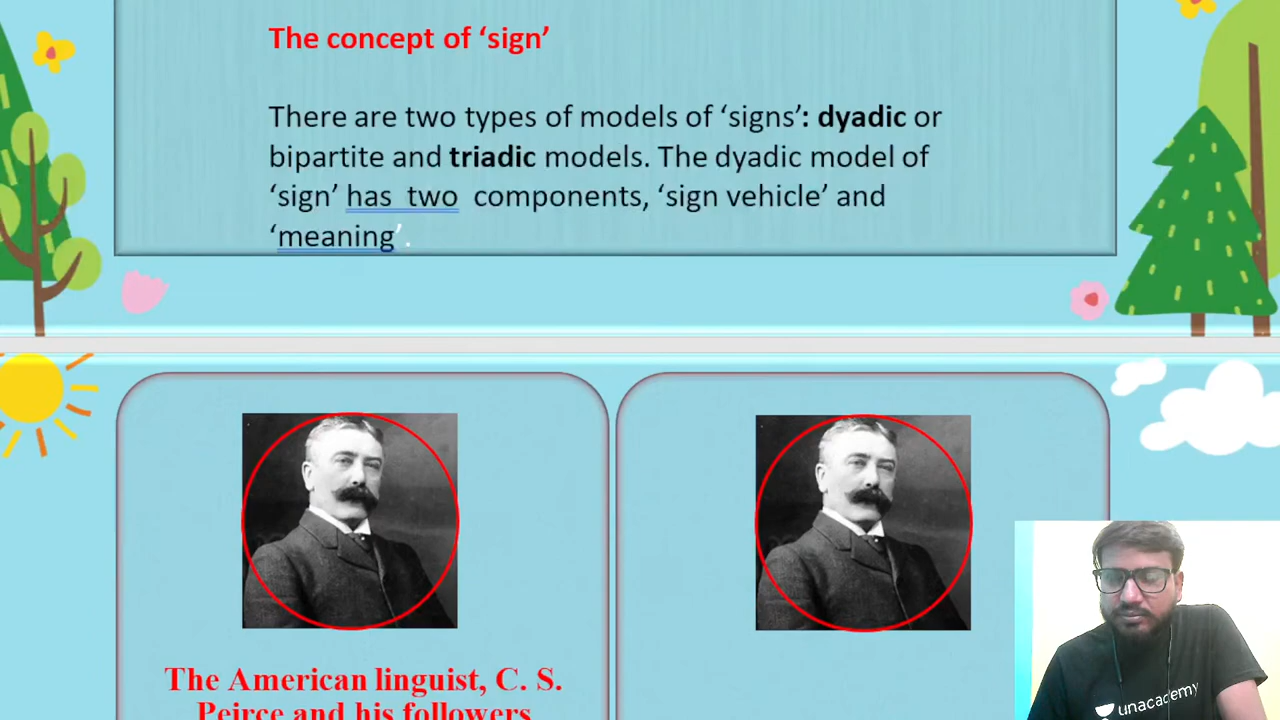 The concept of ‘sign’
There are two types of models of ‘signs’: dyadic or
bipartite and triadic models. The dyadic model of
‘sign’ has two components, ‘sign vehicle’ and
‘meaning’.
The American linguist, C. S.
Peirce and his followers
unacademy